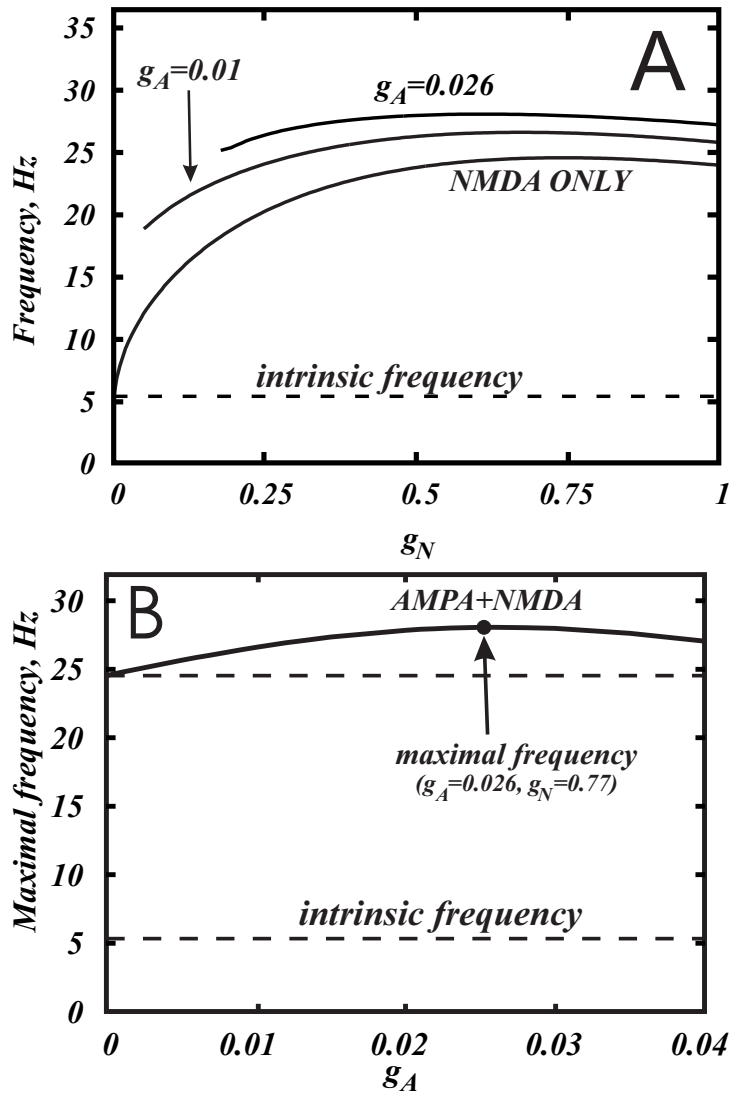 A
35
30
25
20
15
10
5
0
Frequency, Hz
g_A=0.01
g_A=0.026
NMDA ONLY
intrinsic frequency
0 0.25 0.5 0.75 1
g_N
B
30
25
20
15
10
5
0
Maximal frequency, Hz
AMPA+NMDA
maximal frequency
(g_A=0.026, g_N=0.77)
intrinsic frequency
0 0.01 0.02 0.03 0.04
g_A